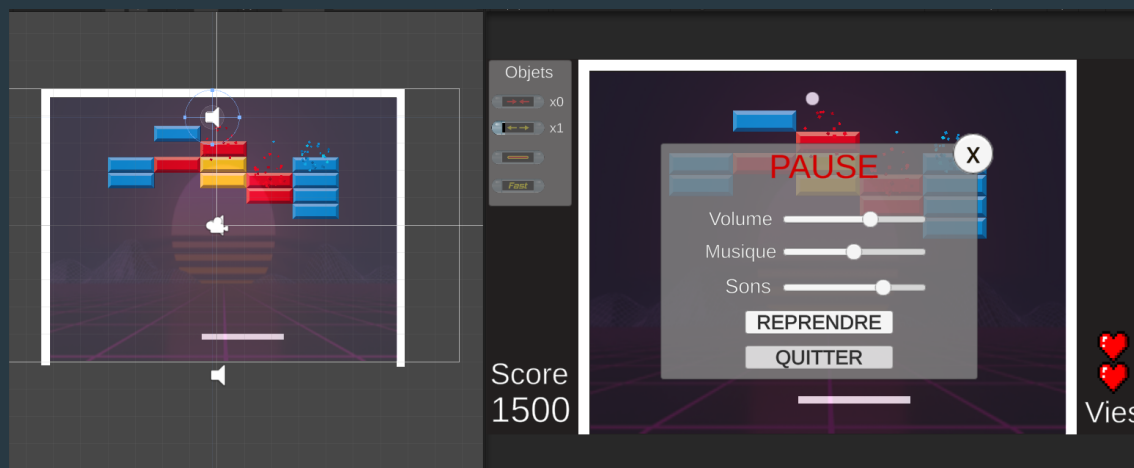 Objets
x0
x1
Fast
Score
1500
PAUSE
X
Volume
Musique
Sons
REPRENDRE
QUITTER
Vies